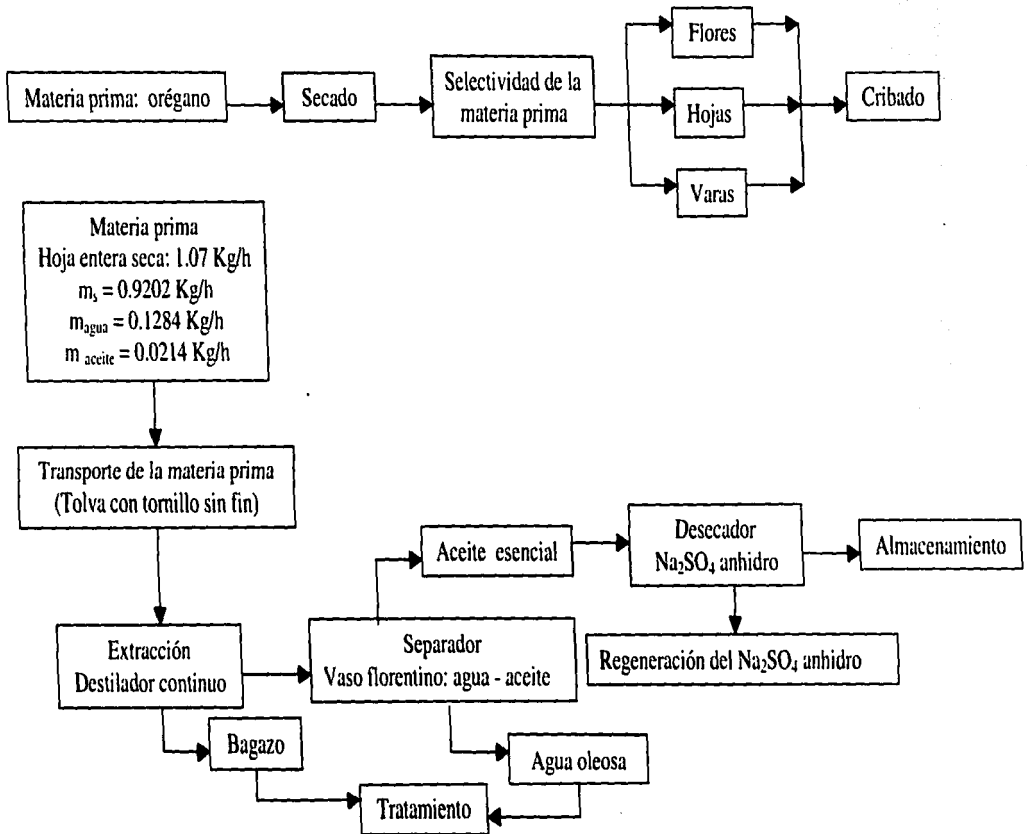 Flores
Materia prima: orégano
Secado
Selectividad de la
materia prima
Hojas
Cribado
Varas
Materia prima
Hoja entera seca: 1.07 Kg/h
mₛ = 0.9202 Kg/h
m_agua = 0.1284 Kg/h
m aceite = 0.0214 Kg/h
Transporte de la materia prima
(Tolva con tornillo sin fin)
Extracción
Destilador continuo
Separador
Vaso florentino: agua - aceite
Aceite esencial
Desecador
Na₂SO₄ anhidro
Almacenamiento
Regeneración del Na₂SO₄ anhidro
Bagazo
Agua oleosa
Tratamiento